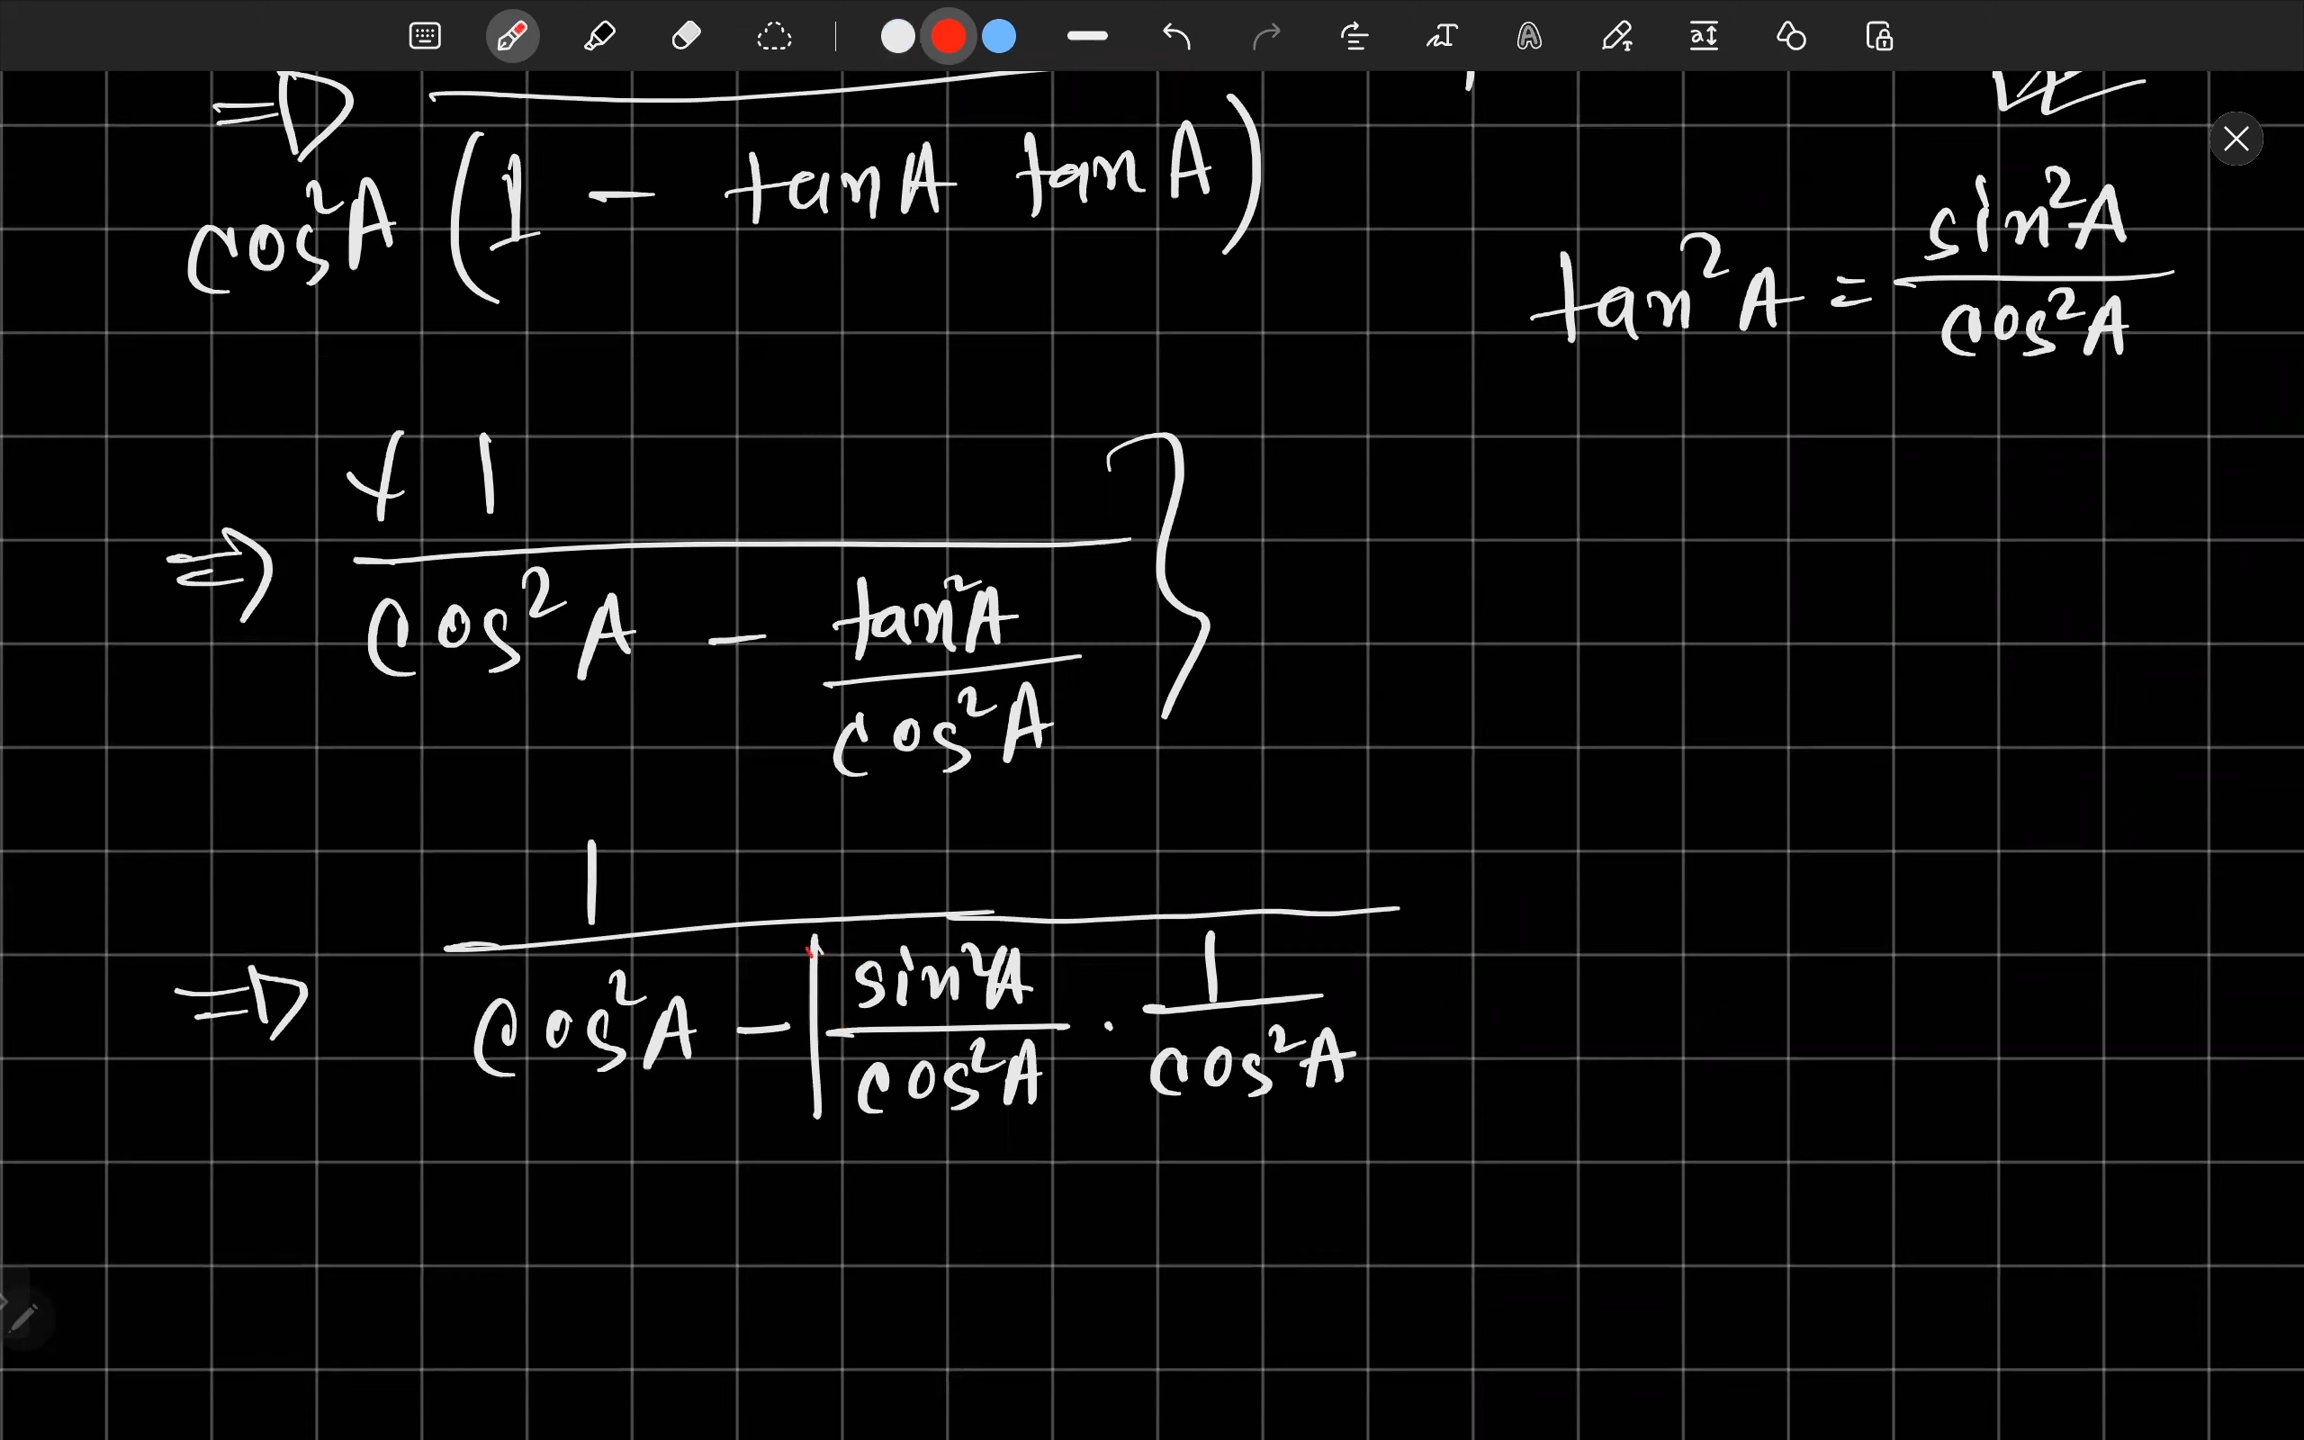 => cos²A (1 - tanA tanA)
tan²A = sin²A / cos²A
=> 1 / (cos²A - tan²A / cos²A)
=> 1 / (cos²A - | sin²A / cos²A · 1 / cos²A)